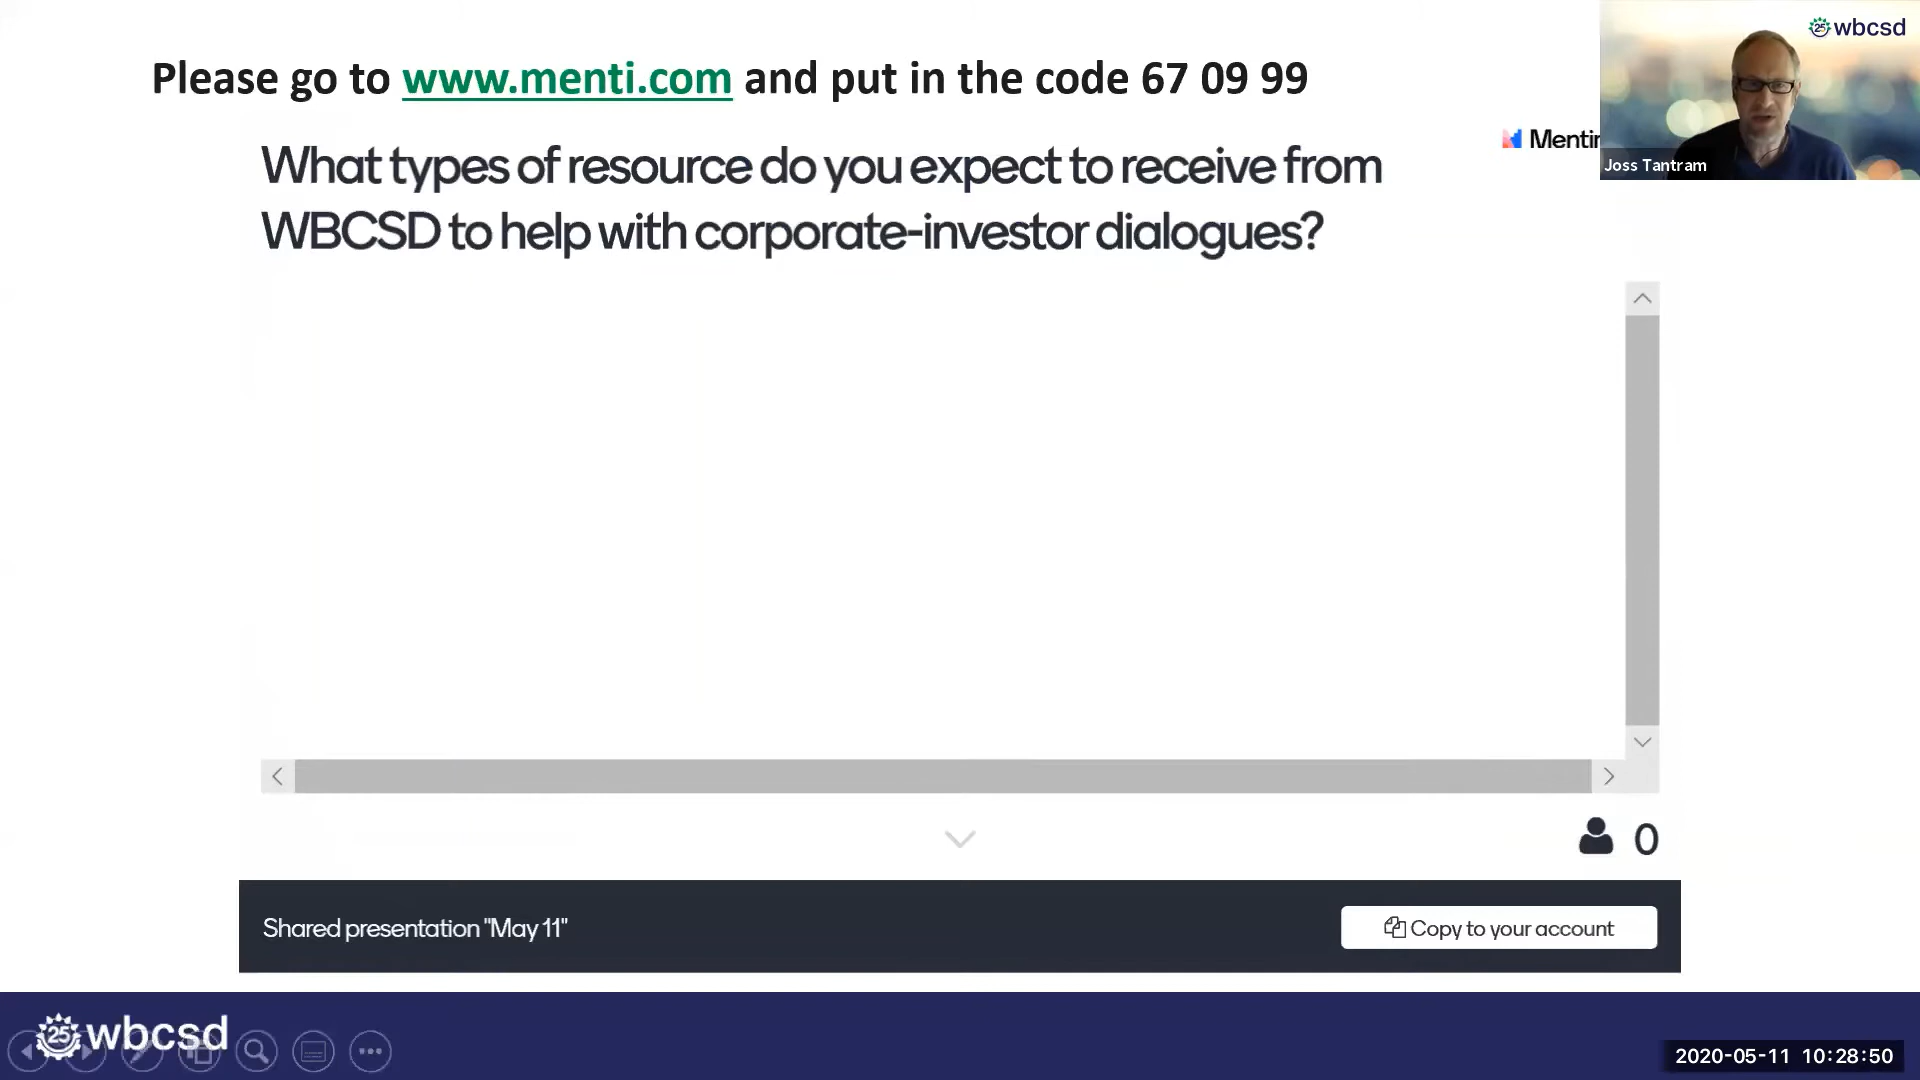 Please go to www.menti.com and put in the code 67 09 99
wbcsd
Mentir
Joss Tantram
What types of resource do you expect to receive from
WBCSD to help with corporate-investor dialogues?
0
Shared presentation "May 11"
Copy to your account
25 wbcsd
2020-05-11 10:28:50